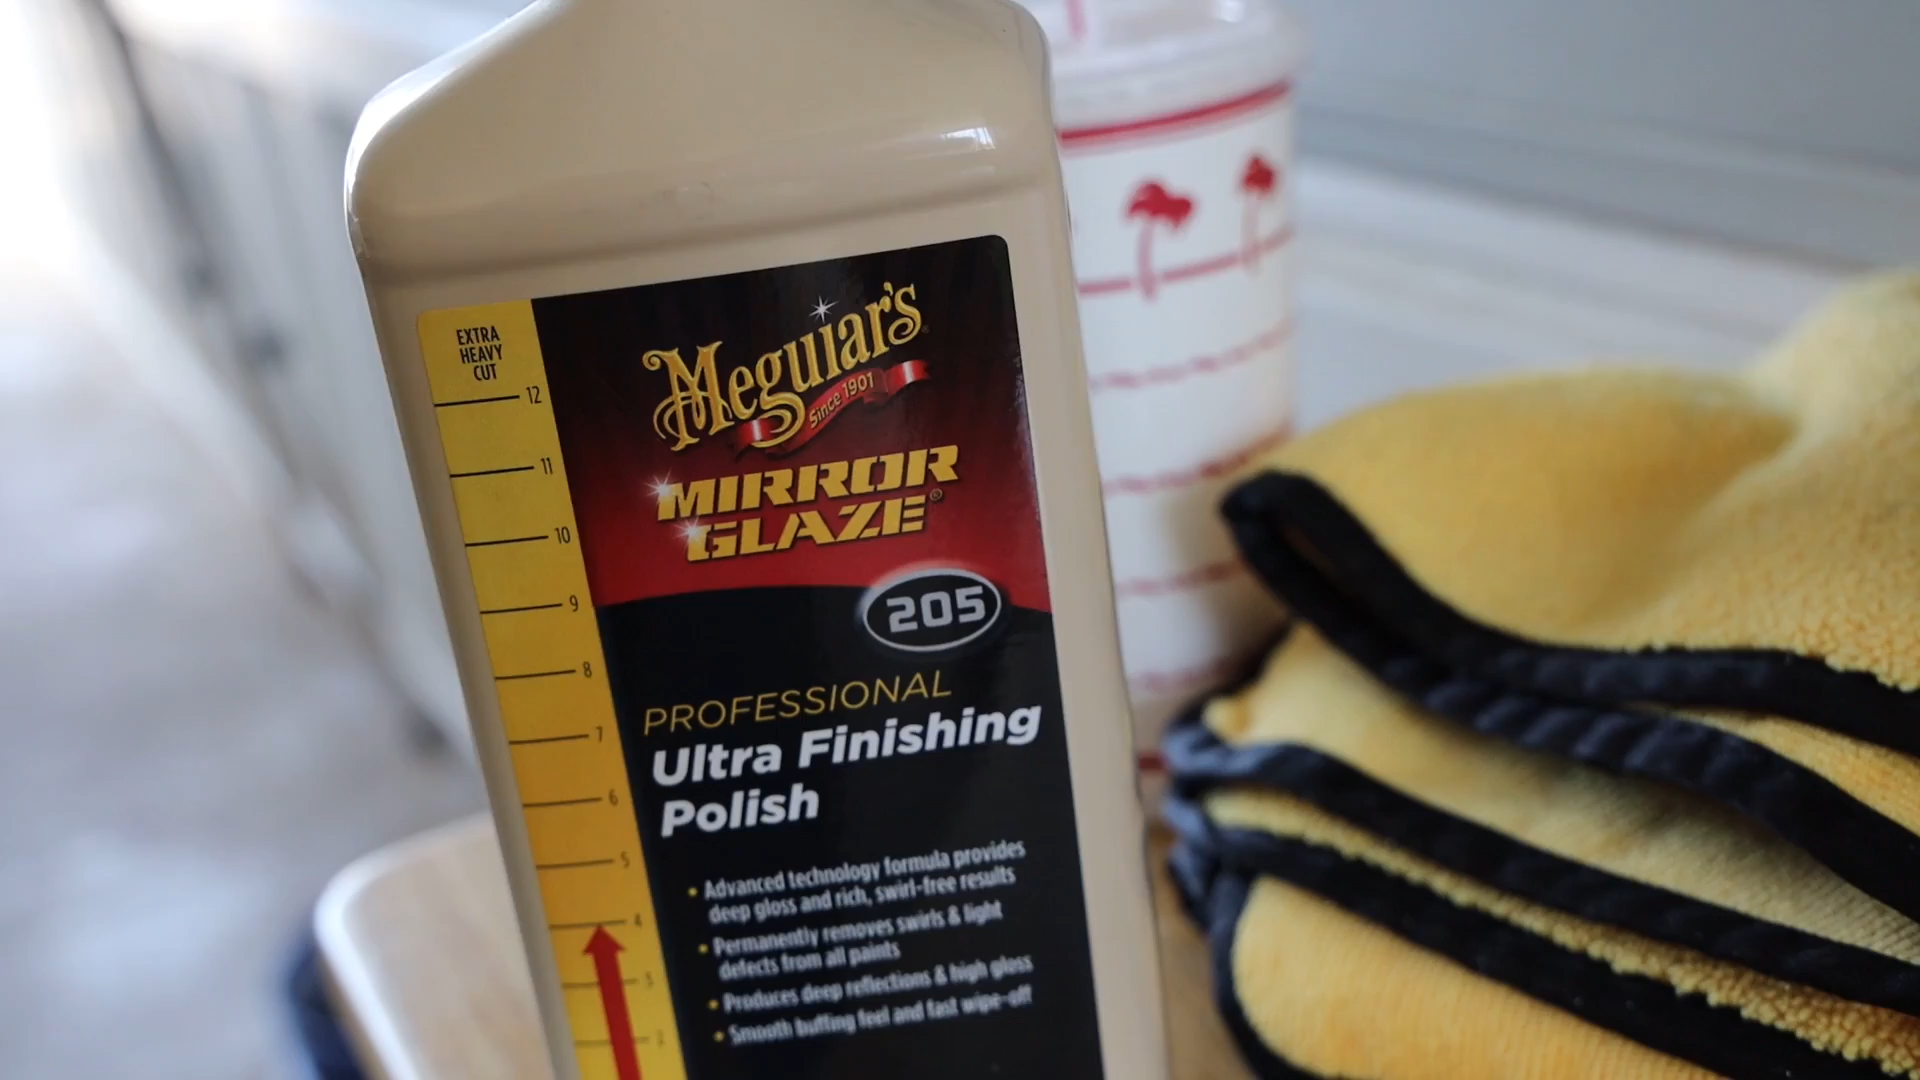 EXTRA
HEAVY
CUT
12
11
10
9
8
7
6
5
4
3
2
Meguiar's
Since 1901
MIRROR
GLAZE®
205
PROFESSIONAL
Ultra Finishing
Polish
• Advanced technology formula provides
deep gloss and rich, swirl-free results
• Permanently removes swirls & light
defects from all paints
• Produces deep reflections & high gloss
• Smooth buffing feel and fast wipe-off